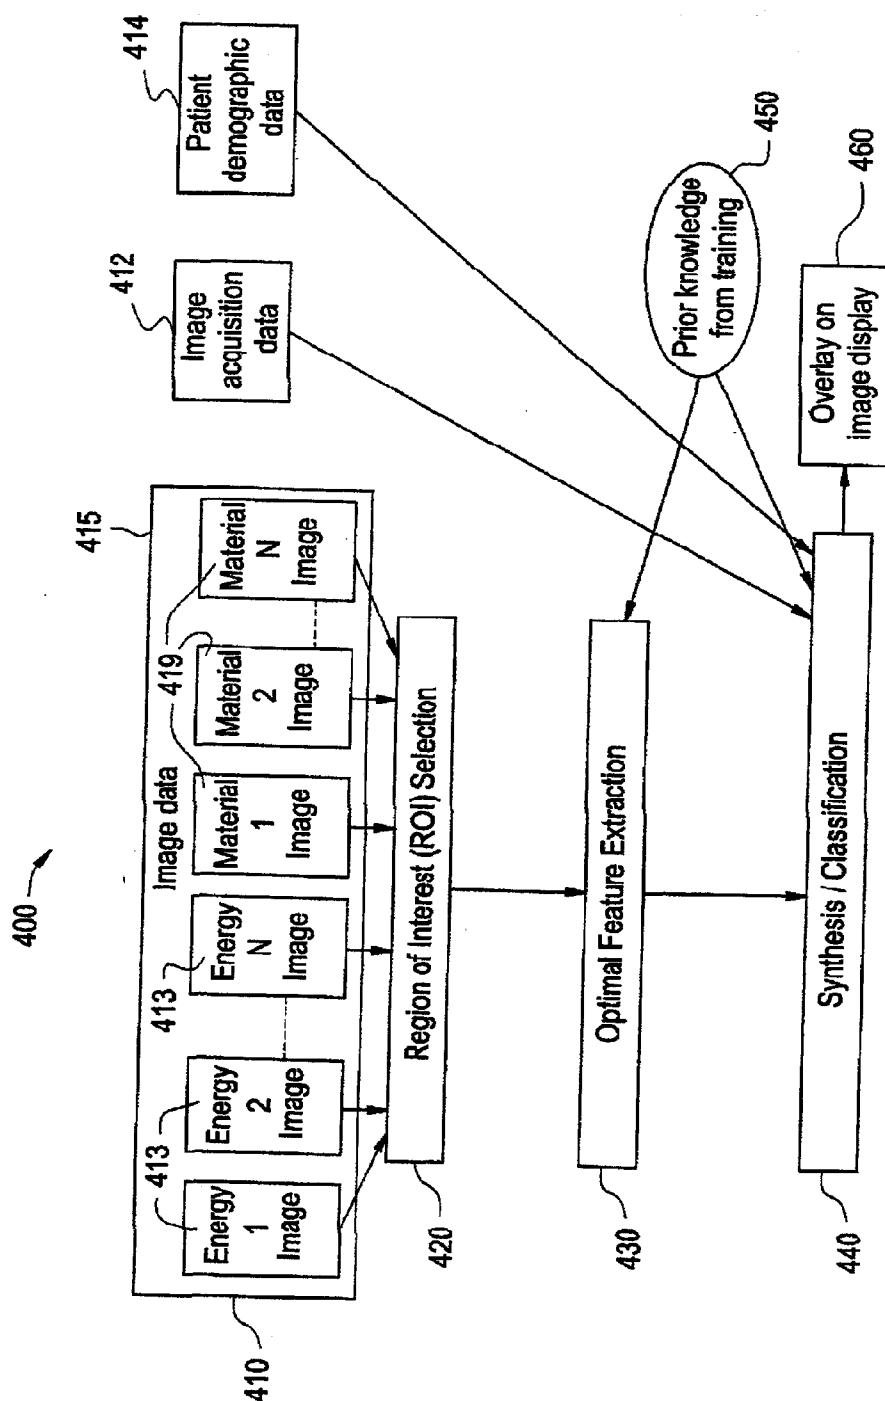 400
410
415
Image data
413
413
419
Energy
1
Image
Energy
2
Image
Energy
N
Image
Material
1
Image
Material
2
Image
Material
N
Image
412
Image
acquisition
data
414
Patient
demographic
data
420
Region of Interest (ROI) Selection
430
Optimal Feature Extraction
450
Prior knowledge
from training
440
Synthesis / Classification
460
Overlay on
image display